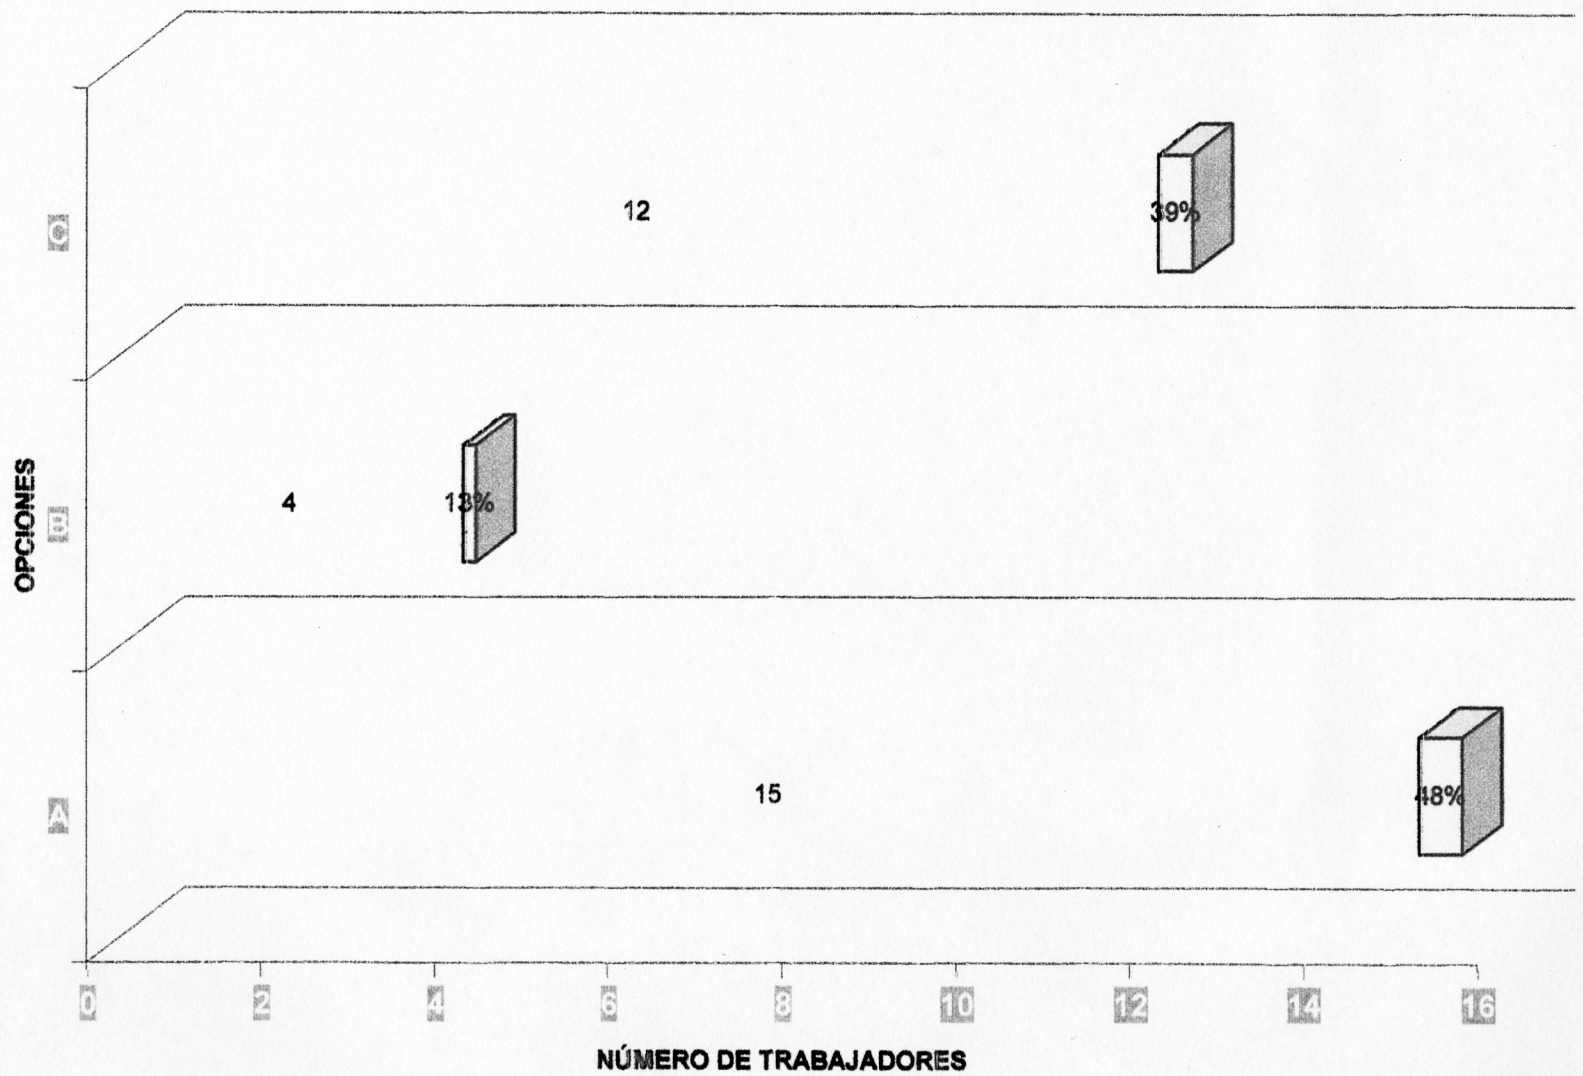 C
12
39%
OPCIONES
B
4
13%
A
15
48%
0 2 4 6 8 10 12 14 16
NÚMERO DE TRABAJADORES